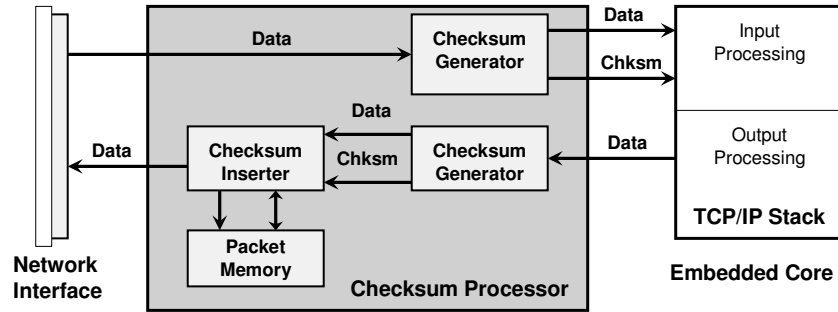 Data
Checksum
Generator
Data
Chksm
Input
Processing
Data
Checksum
Inserter
Data
Chksm
Checksum
Generator
Data
Output
Processing
TCP/IP Stack
Packet
Memory
Network
Interface
Checksum Processor
Embedded Core